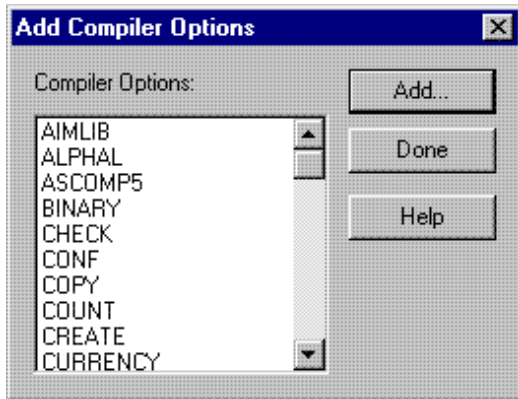 Add Compiler Options
Compiler Options:
AIMLIB
ALPHAL
ASCOMP5
BINARY
CHECK
CONF
COPY
COUNT
CREATE
CURRENCY
Add...
Done
Help